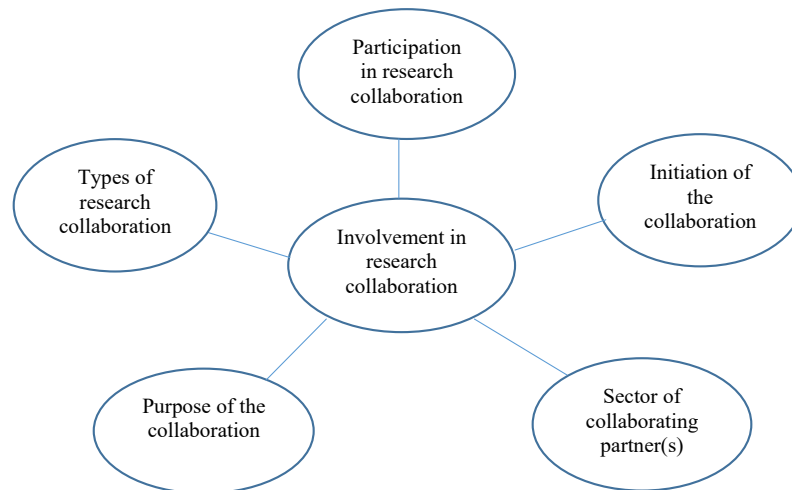 Participation
in research
collaboration
Types of
research
collaboration
Initiation of
the
collaboration
Involvement in
research
collaboration
Purpose of the
collaboration
Sector of
collaborating
partner(s)